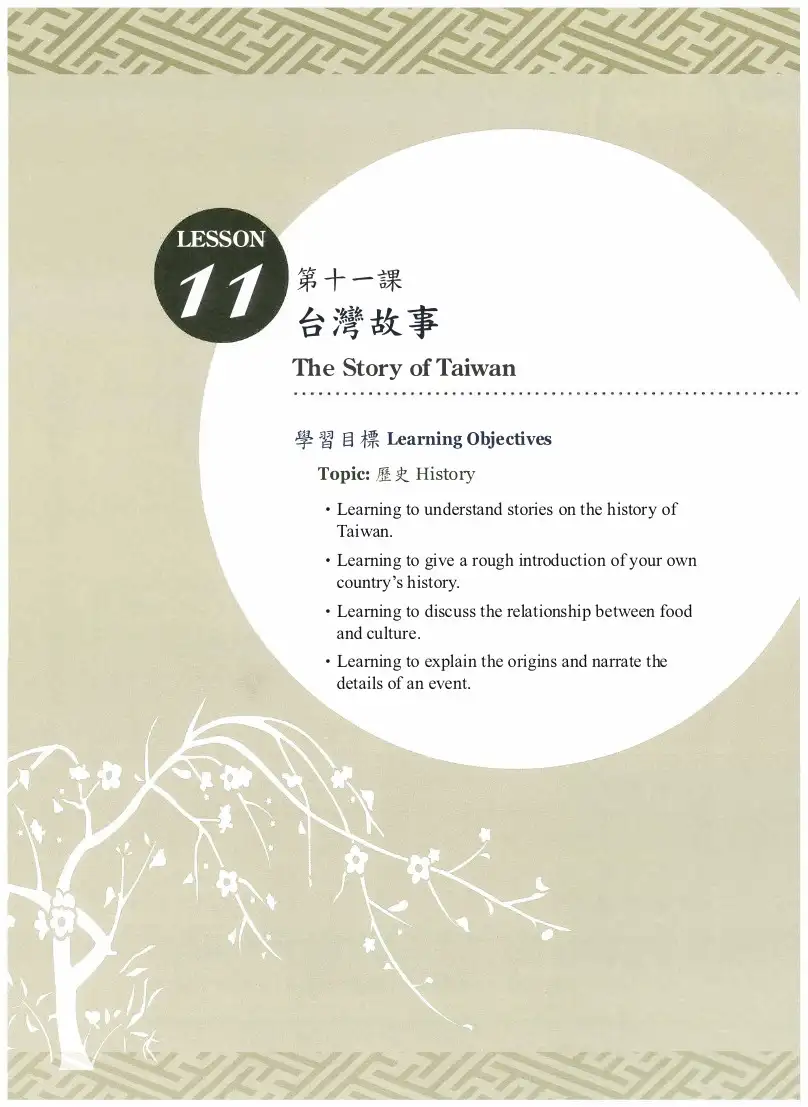 LESSON
11
第十一課
台灣故事
The Story of Taiwan
學習目標 Learning Objectives
Topic: 歷史 History
・Learning to understand stories on the history of
Taiwan.
・Learning to give a rough introduction of your own
country's history.
・Learning to discuss the relationship between food
and culture.
・Learning to explain the origins and narrate the
details of an event.